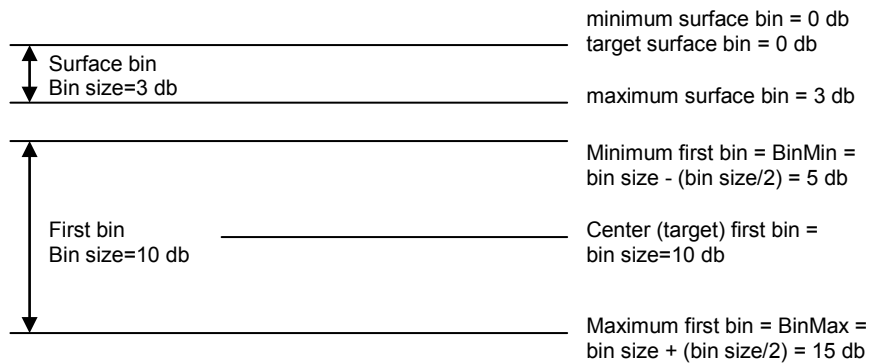 minimum surface bin = 0 db
target surface bin = 0 db
Surface bin
Bin size=3 db
maximum surface bin = 3 db
Minimum first bin = BinMin =
bin size - (bin size/2) = 5 db
First bin
Bin size=10 db
Center (target) first bin =
bin size=10 db
Maximum first bin = BinMax =
bin size + (bin size/2) = 15 db